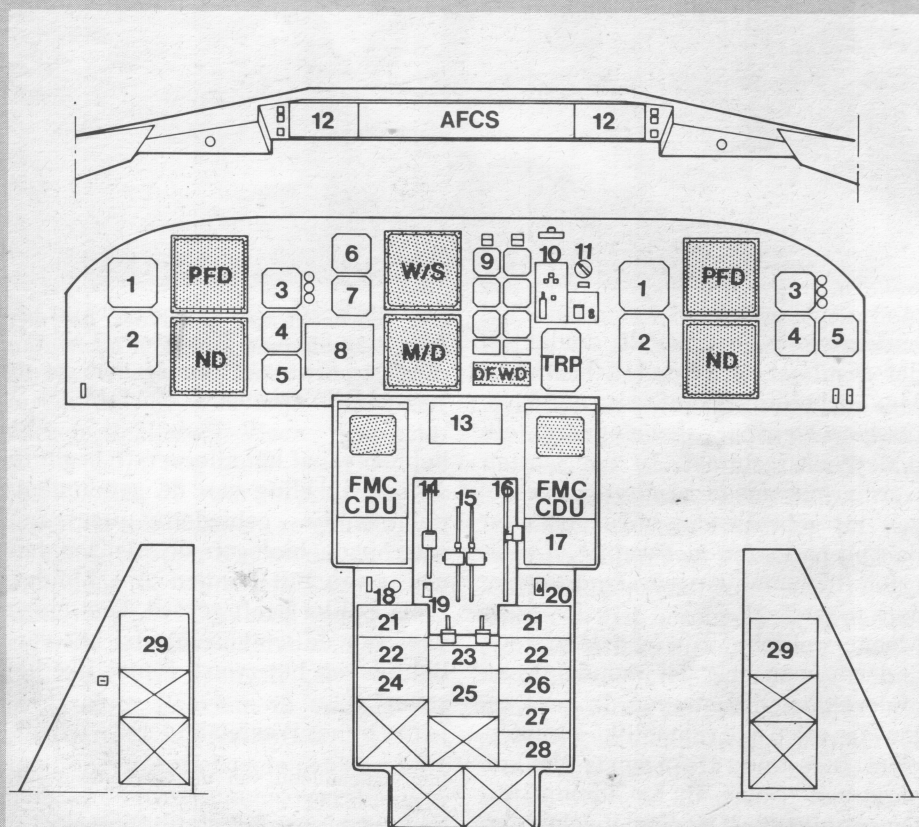 12 AFCS 12
6 W/S 9 10 11
1 PFD 3 7 1 PFD 3
2 ND 4 8 M/D TRP 2 ND 4 5
5 DFWD
13
FMC CDU 14 15 16 FMC CDU
17
18 19 20
21 21
22 23 22
24 25 26
27
28
29 29